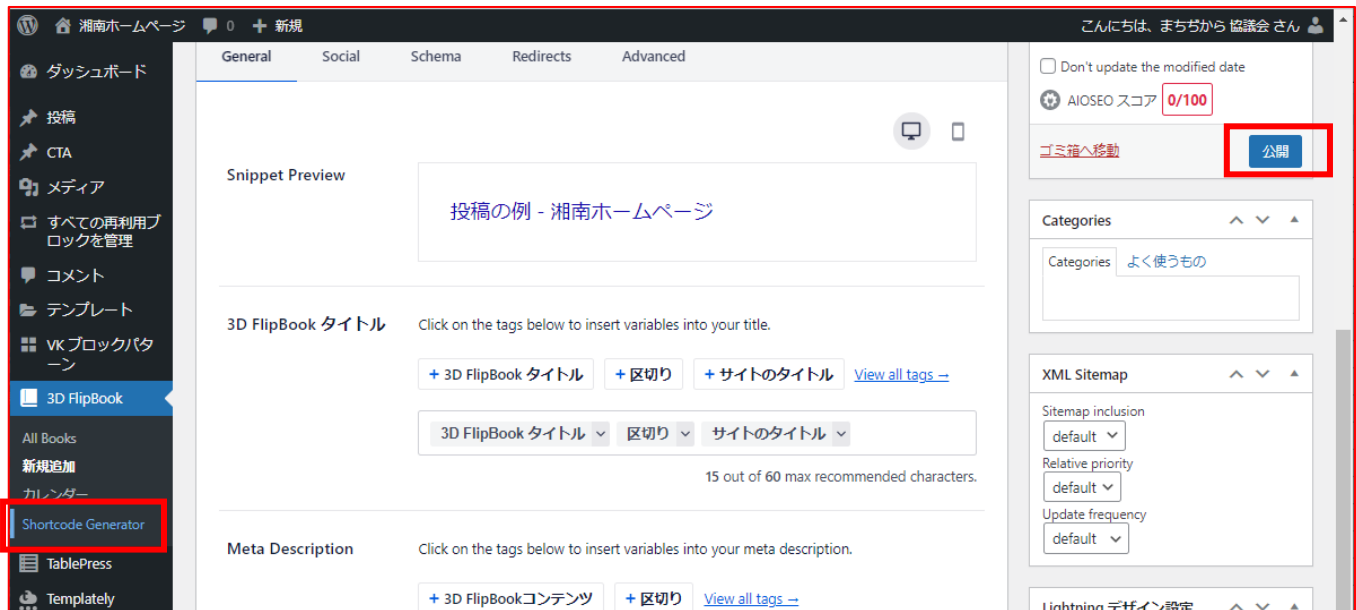 湘南ホームページ 0 新規
こんにちは、まちぢから 協議会 さん
ダッシュボード
投稿
CTA
メディア
すべての再利用ブ
ロックを管理
コメント
テンプレート
VK ブロックパタ
ーン
3D FlipBook
All Books
新規追加
カレンダー
Shortcode Generator
TablePress
Templately
General Social Schema Redirects Advanced
Snippet Preview
投稿の例 - 湘南ホームページ
3D FlipBook タイトル
Click on the tags below to insert variables into your title.
+ 3D FlipBook タイトル + 区切り + サイトのタイトル View all tags →
3D FlipBook タイトル 区切り サイトのタイトル
15 out of 60 max recommended characters.
Meta Description
Click on the tags below to insert variables into your meta description.
+ 3D FlipBookコンテンツ + 区切り View all tags →
Don't update the modified date
AIOSEO スコア 0/100
ゴミ箱へ移動 公開
Categories
Categories よく使うもの
XML Sitemap
Sitemap inclusion
default
Relative priority
default
Update frequency
default
Lightning デザイン設定